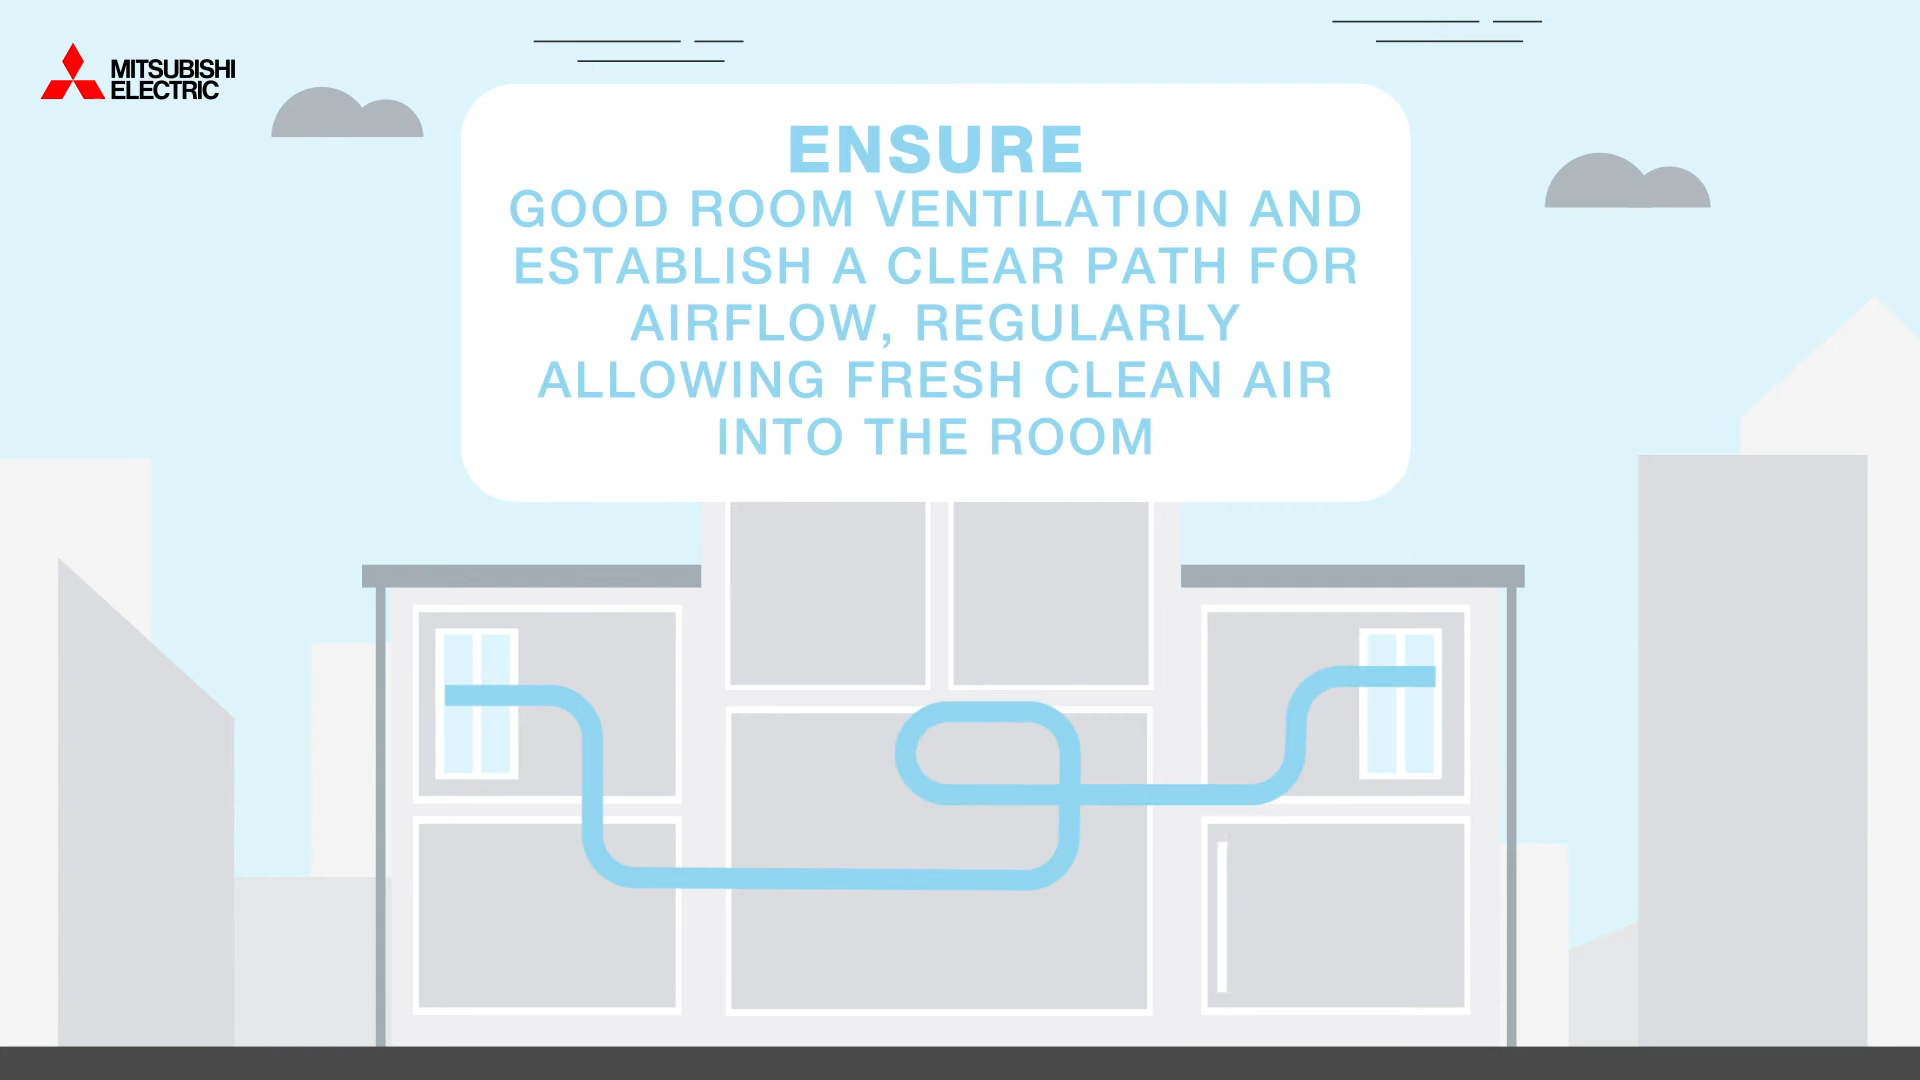 MITSUBISHI
ELECTRIC
ENSURE
GOOD ROOM VENTILATION AND
ESTABLISH A CLEAR PATH FOR
AIRFLOW, REGULARLY
ALLOWING FRESH CLEAN AIR
INTO THE ROOM